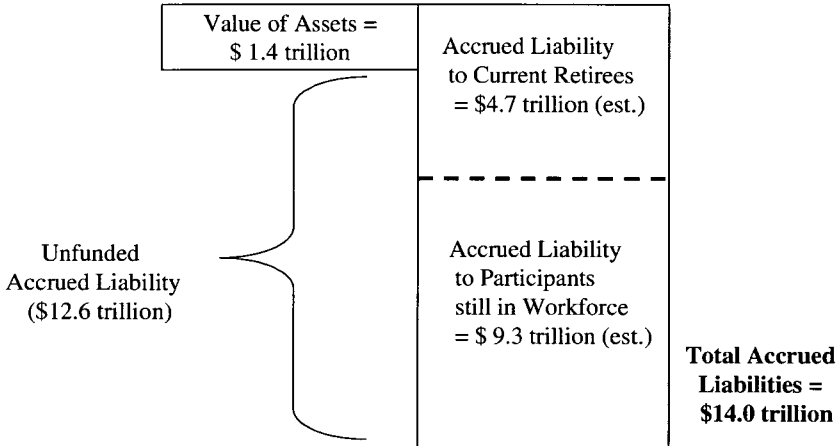 Value of Assets =
$ 1.4 trillion
Accrued Liability
to Current Retirees
= $4.7 trillion (est.)
Unfunded
Accrued Liability
($12.6 trillion)
Accrued Liability
to Participants
still in Workforce
= $ 9.3 trillion (est.)
Total Accrued
Liabilities =
$14.0 trillion